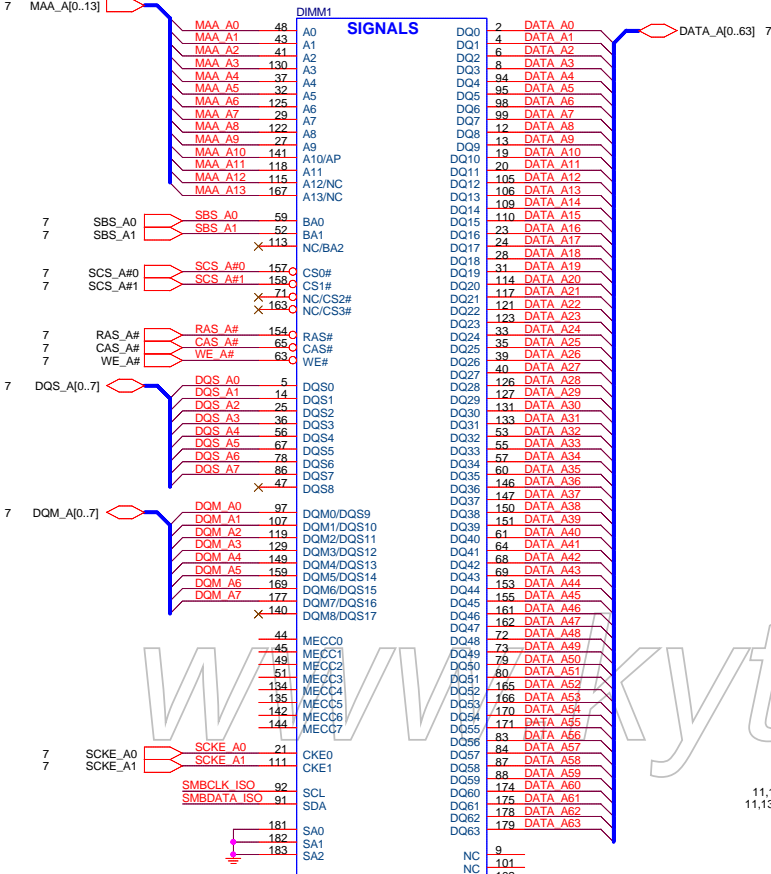 7 MAA_A[0..13]
DIMM1
SIGNALS
MAA_A0 48 A0
MAA_A1 43 A1
MAA_A2 41 A2
MAA_A3 130 A3
MAA_A4 37 A4
MAA_A5 32 A5
MAA_A6 125 A6
MAA_A7 29 A7
MAA_A8 122 A8
MAA_A9 27 A9
MAA_A10 141 A10/AP
MAA_A11 118 A11
MAA_A12 115 A12/NC
MAA_A13 167 A13/NC
7 SBS_A0 SBS_A0 59 BA0
7 SBS_A1 SBS_A1 52 BA1
113 NC/BA2
7 SCS_A#0 SCS_A#0 157 CS0#
7 SCS_A#1 SCS_A#1 158 CS1#
71 NC/CS2#
163 NC/CS3#
7 RAS_A# RAS_A# 154 RAS#
7 CAS_A# CAS_A# 65 CAS#
7 WE_A# WE_A# 63 WE#
7 DQS_A[0..7]
DQS_A0 5 DQS0
DQS_A1 14 DQS1
DQS_A2 25 DQS2
DQS_A3 36 DQS3
DQS_A4 56 DQS4
DQS_A5 67 DQS5
DQS_A6 78 DQS6
DQS_A7 86 DQS7
47 DQS8
7 DQM_A[0..7]
DQM_A0 97 DQM0/DQS9
DQM_A1 107 DQM1/DQS10
DQM_A2 119 DQM2/DQS11
DQM_A3 129 DQM3/DQS12
DQM_A4 149 DQM4/DQS13
DQM_A5 159 DQM5/DQS14
DQM_A6 169 DQM6/DQS15
DQM_A7 177 DQM7/DQS16
140 DQM8/DQS17
44 MECC0
45 MECC1
49 MECC2
51 MECC3
134 MECC4
135 MECC5
142 MECC6
144 MECC7
7 SCKE_A0 SCKE_A0 21 CKE0
7 SCKE_A1 SCKE_A1 111 CKE1
SMBCLK_ISO 92 SCL
SMBDATA_ISO 91 SDA
181 SA0
182 SA1
183 SA2
DATA_A[0..63] 7
DQ0 2 DATA_A0
DQ1 4 DATA_A1
DQ2 6 DATA_A2
DQ3 8 DATA_A3
DQ4 94 DATA_A4
DQ5 95 DATA_A5
DQ6 98 DATA_A6
DQ7 99 DATA_A7
DQ8 12 DATA_A8
DQ9 13 DATA_A9
DQ10 19 DATA_A10
DQ11 20 DATA_A11
DQ12 105 DATA_A12
DQ13 106 DATA_A13
DQ14 109 DATA_A14
DQ15 110 DATA_A15
DQ16 23 DATA_A16
DQ17 24 DATA_A17
DQ18 28 DATA_A18
DQ19 31 DATA_A19
DQ20 114 DATA_A20
DQ21 117 DATA_A21
DQ22 121 DATA_A22
DQ23 123 DATA_A23
DQ24 33 DATA_A24
DQ25 35 DATA_A25
DQ26 39 DATA_A26
DQ27 40 DATA_A27
DQ28 126 DATA_A28
DQ29 127 DATA_A29
DQ30 131 DATA_A30
DQ31 133 DATA_A31
DQ32 53 DATA_A32
DQ33 55 DATA_A33
DQ34 57 DATA_A34
DQ35 60 DATA_A35
DQ36 146 DATA_A36
DQ37 147 DATA_A37
DQ38 150 DATA_A38
DQ39 151 DATA_A39
DQ40 61 DATA_A40
DQ41 64 DATA_A41
DQ42 68 DATA_A42
DQ43 69 DATA_A43
DQ44 153 DATA_A44
DQ45 155 DATA_A45
DQ46 161 DATA_A46
DQ47 162 DATA_A47
DQ48 72 DATA_A48
DQ49 73 DATA_A49
DQ50 79 DATA_A50
DQ51 80 DATA_A51
DQ52 165 DATA_A52
DQ53 166 DATA_A53
DQ54 170 DATA_A54
DQ55 171 DATA_A55
DQ56 83 DATA_A56
DQ57 84 DATA_A57
DQ58 87 DATA_A58
DQ59 88 DATA_A59
DQ60 174 DATA_A60
DQ61 175 DATA_A61
DQ62 178 DATA_A62
DQ63 179 DATA_A63
NC 9
NC 101
11,1
11,13
www.kyt